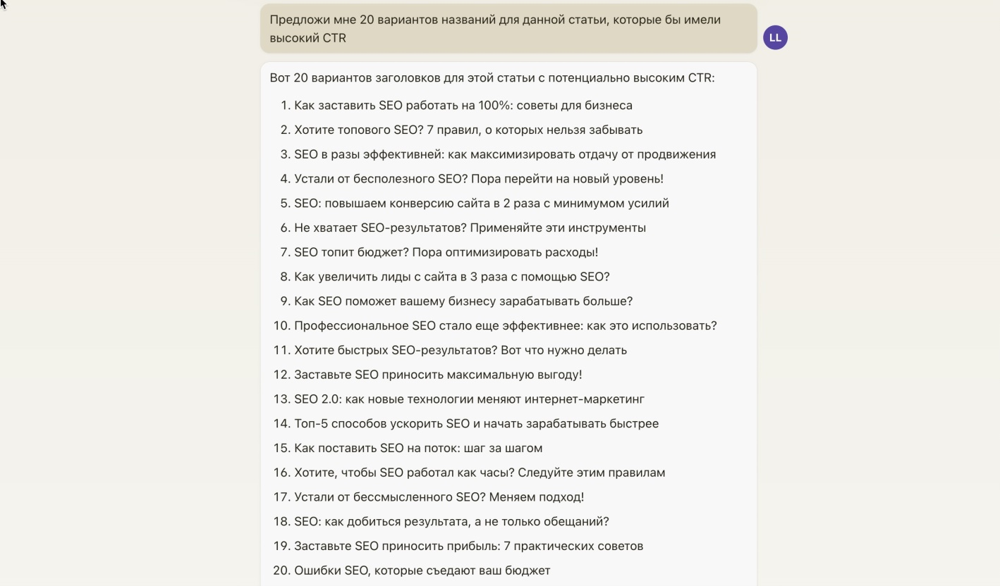 Предложи мне 20 вариантов названий для данной статьи, которые бы имели
высокий CTR
LL
Вот 20 вариантов заголовков для этой статьи с потенциально высоким CTR:
1. Как заставить SEO работать на 100%: советы для бизнеса
2. Хотите топового SEO? 7 правил, о которых нельзя забывать
3. SEO в разы эффективней: как максимизировать отдачу от продвижения
4. Устали от бесполезного SEO? Пора перейти на новый уровень!
5. SEO: повышаем конверсию сайта в 2 раза с минимумом усилий
6. Не хватает SEO-результатов? Применяйте эти инструменты
7. SEO топит бюджет? Пора оптимизировать расходы!
8. Как увеличить лиды с сайта в 3 раза с помощью SEO?
9. Как SEO поможет вашему бизнесу зарабатывать больше?
10. Профессиональное SEO стало еще эффективнее: как это использовать?
11. Хотите быстрых SEO-результатов? Вот что нужно делать
12. Заставьте SEO приносить максимальную выгоду!
13. SEO 2.0: как новые технологии меняют интернет-маркетинг
14. Топ-5 способов ускорить SEO и начать зарабатывать быстрее
15. Как поставить SEO на поток: шаг за шагом
16. Хотите, чтобы SEO работал как часы? Следуйте этим правилам
17. Устали от бессмысленного SEO? Меняем подход!
18. SEO: как добиться результата, а не только обещаний?
19. Заставьте SEO приносить прибыль: 7 практических советов
20. Ошибки SEO, которые съедают ваш бюджет